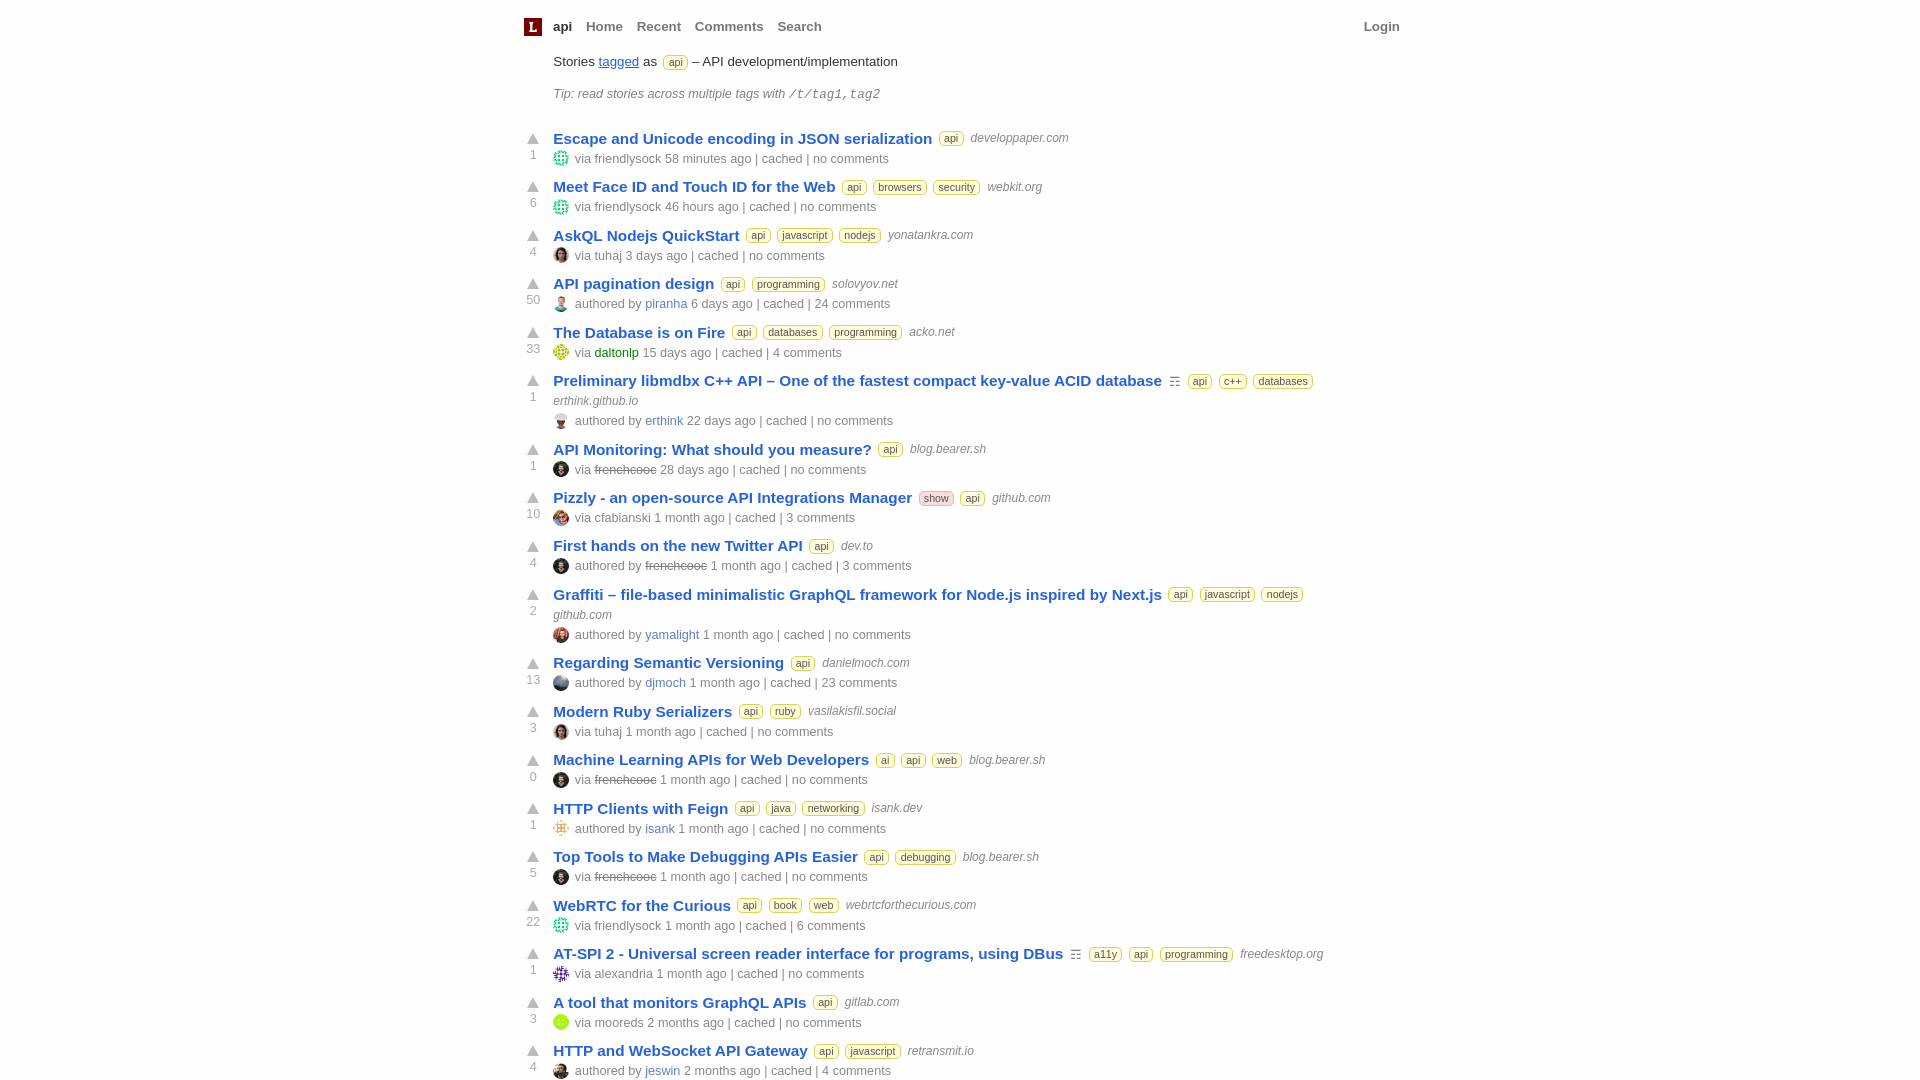 L api Home Recent Comments Search Login
Stories tagged as api – API development/implementation
Tip: read stories across multiple tags with /t/tag1,tag2
Escape and Unicode encoding in JSON serialization api developpaper.com
1 via friendlysock 58 minutes ago | cached | no comments
Meet Face ID and Touch ID for the Web api browsers security webkit.org
6 via friendlysock 46 hours ago | cached | no comments
AskQL Nodejs QuickStart api javascript nodejs yonatankra.com
4 via tuhaj 3 days ago | cached | no comments
API pagination design api programming solovyov.net
50 authored by piranha 6 days ago | cached | 24 comments
The Database is on Fire api databases programming acko.net
33 via daltonlp 15 days ago | cached | 4 comments
Preliminary libmdbx C++ API – One of the fastest compact key-value ACID database ☶ api c++ databases
1 erthink.github.io
authored by erthink 22 days ago | cached | no comments
API Monitoring: What should you measure? api blog.bearer.sh
1 via frenchcooc 28 days ago | cached | no comments
Pizzly - an open-source API Integrations Manager show api github.com
10 via cfabianski 1 month ago | cached | 3 comments
First hands on the new Twitter API api dev.to
4 authored by frenchcooc 1 month ago | cached | 3 comments
Graffiti – file-based minimalistic GraphQL framework for Node.js inspired by Next.js api javascript nodejs
2 github.com
authored by yamalight 1 month ago | cached | no comments
Regarding Semantic Versioning api danielmoch.com
13 authored by djmoch 1 month ago | cached | 23 comments
Modern Ruby Serializers api ruby vasilakisfil.social
3 via tuhaj 1 month ago | cached | no comments
Machine Learning APIs for Web Developers ai api web blog.bearer.sh
0 via frenchcooc 1 month ago | cached | no comments
HTTP Clients with Feign api java networking isank.dev
1 authored by isank 1 month ago | cached | no comments
Top Tools to Make Debugging APIs Easier api debugging blog.bearer.sh
5 via frenchcooc 1 month ago | cached | no comments
WebRTC for the Curious api book web webrtcforthecurious.com
22 via friendlysock 1 month ago | cached | 6 comments
AT-SPI 2 - Universal screen reader interface for programs, using DBus ☶ a11y api programming freedesktop.org
1 via alexandria 1 month ago | cached | no comments
A tool that monitors GraphQL APIs api gitlab.com
3 via mooreds 2 months ago | cached | no comments
HTTP and WebSocket API Gateway api javascript retransmit.io
4 authored by jeswin 2 months ago | cached | 4 comments